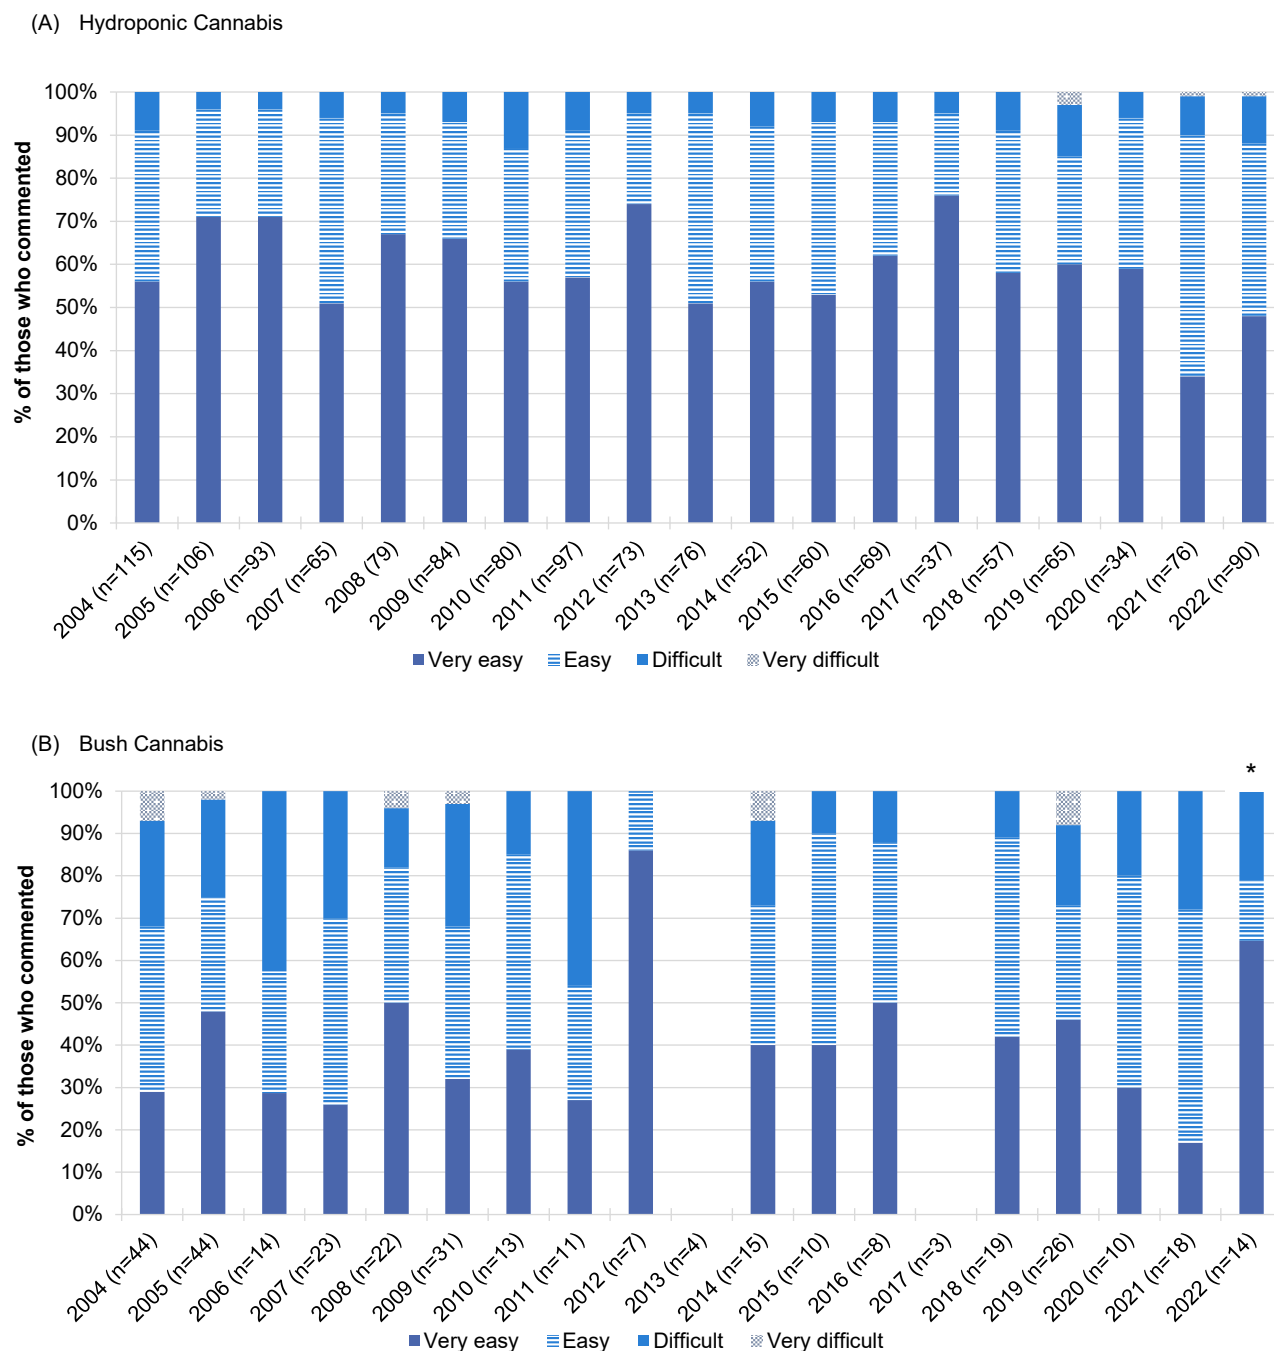 (A) Hydroponic Cannabis
% of those who commented
100%
90%
80%
70%
60%
50%
40%
30%
20%
10%
0%
2004 (n=115)
2005 (n=106)
2006 (n=93)
2007 (n=65)
2008 (79)
2009 (n=84)
2010 (n=80)
2011 (n=97)
2012 (n=73)
2013 (n=76)
2014 (n=52)
2015 (n=60)
2016 (n=69)
2017 (n=37)
2018 (n=57)
2019 (n=65)
2020 (n=34)
2021 (n=76)
2022 (n=90)
Very easy Easy Difficult Very difficult
(B) Bush Cannabis
*
% of those who commented
100%
90%
80%
70%
60%
50%
40%
30%
20%
10%
0%
2004 (n=44)
2005 (n=44)
2006 (n=14)
2007 (n=23)
2008 (n=22)
2009 (n=31)
2010 (n=13)
2011 (n=11)
2012 (n=7)
2013 (n=4)
2014 (n=15)
2015 (n=10)
2016 (n=8)
2017 (n=3)
2018 (n=19)
2019 (n=26)
2020 (n=10)
2021 (n=18)
2022 (n=14)
Very easy Easy Difficult Very difficult